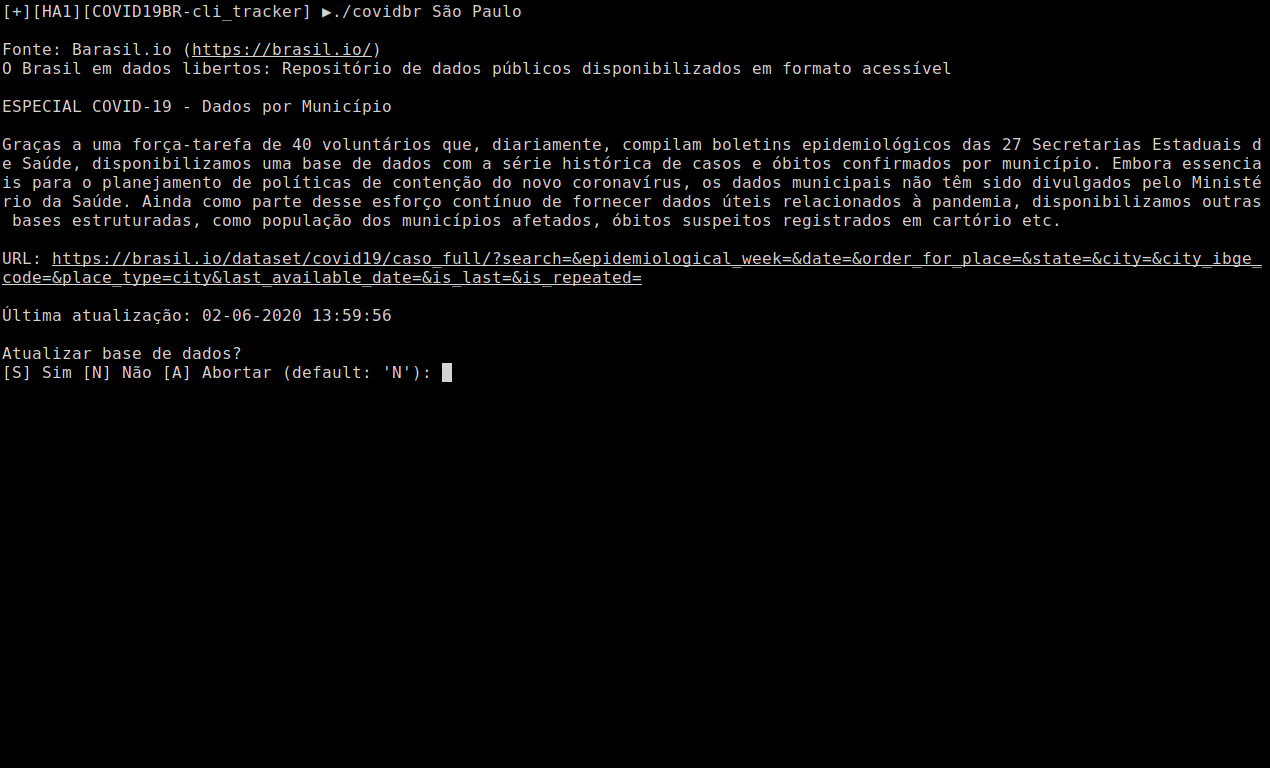 [+][HA1][COVID19BR-cli_tracker] ▶./covidbr São Paulo
Fonte: Barasil.io (https://brasil.io/)
O Brasil em dados libertos: Repositório de dados públicos disponibilizados em formato acessível
ESPECIAL COVID-19 - Dados por Município
Graças a uma força-tarefa de 40 voluntários que, diariamente, compilam boletins epidemiológicos das 27 Secretarias Estaduais d
e Saúde, disponibilizamos uma base de dados com a série histórica de casos e óbitos confirmados por município. Embora essencia
is para o planejamento de políticas de contenção do novo coronavírus, os dados municipais não têm sido divulgados pelo Ministé
rio da Saúde. Ainda como parte desse esforço contínuo de fornecer dados úteis relacionados à pandemia, disponibilizamos outras
 bases estruturadas, como população dos municípios afetados, óbitos suspeitos registrados em cartório etc.
URL: https://brasil.io/dataset/covid19/caso_full/?search=&epidemiological_week=&date=&order_for_place=&state=&city=&city_ibge_
code=&place_type=city&last_available_date=&is_last=&is_repeated=
Última atualização: 02-06-2020 13:59:56
Atualizar base de dados?
[S] Sim [N] Não [A] Abortar (default: 'N'):